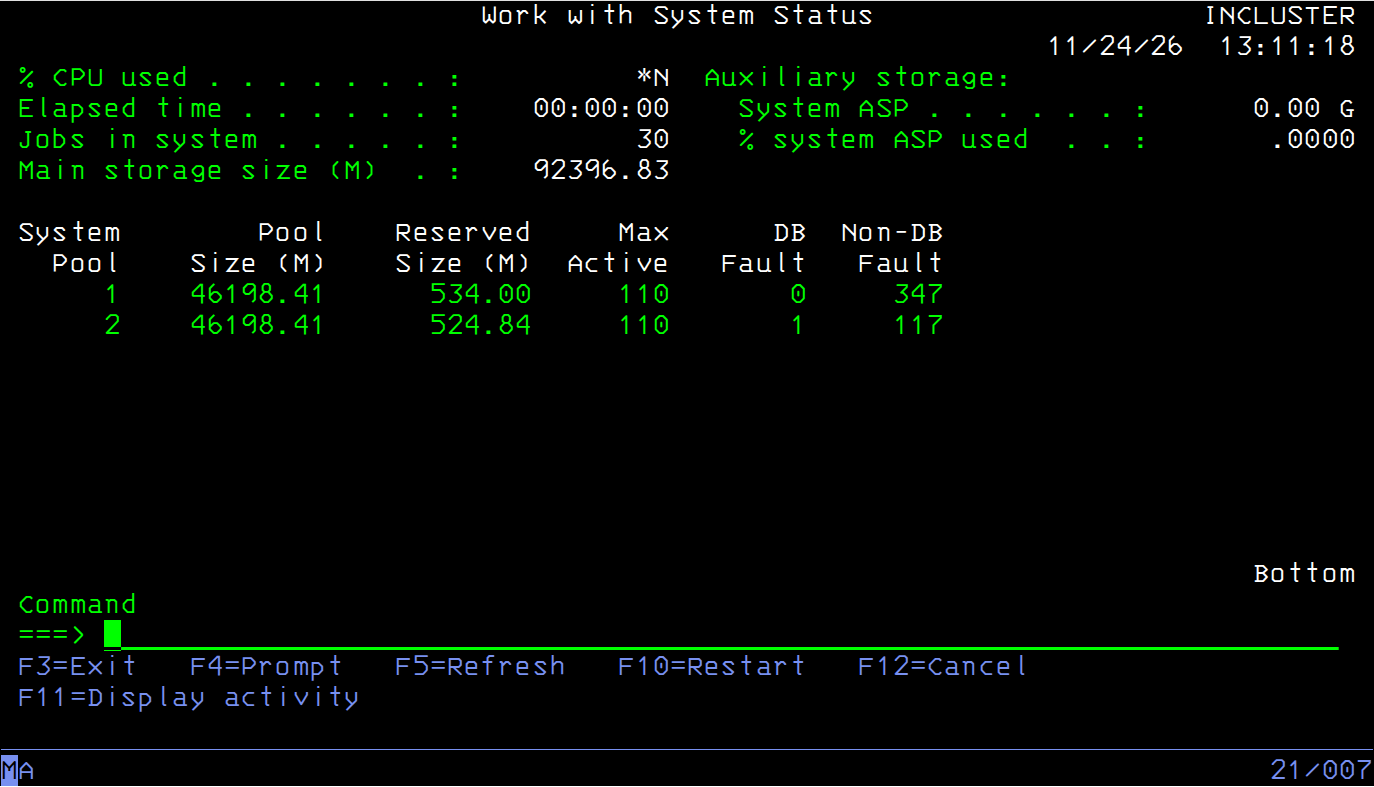 Work with System Status INCLUSTER
11/24/26 13:11:18
% CPU used . . . . . . . : *N Auxiliary storage:
Elapsed time . . . . . . : 00:00:00 System ASP . . . . . . : 0.00 G
Jobs in system . . . . . : 30 % system ASP used . . : .0000
Main storage size (M) . : 92396.83
System Pool Reserved Max DB Non-DB
Pool Size (M) Size (M) Active Fault Fault
1 46198.41 534.00 110 0 347
2 46198.41 524.84 110 1 117
Bottom
Command
===>
F3=Exit F4=Prompt F5=Refresh F10=Restart F12=Cancel
F11=Display activity
MA 21/007